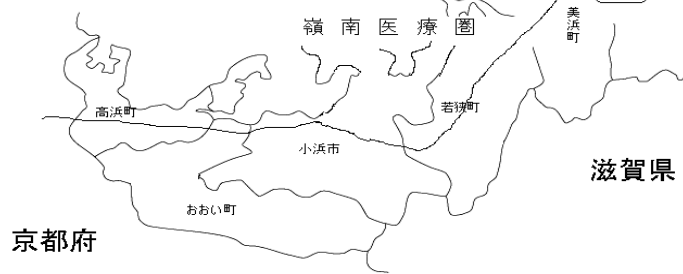 嶺南医療圏
美浜町
高浜町
若狭町
小浜市
滋賀県
おおい町
京都府